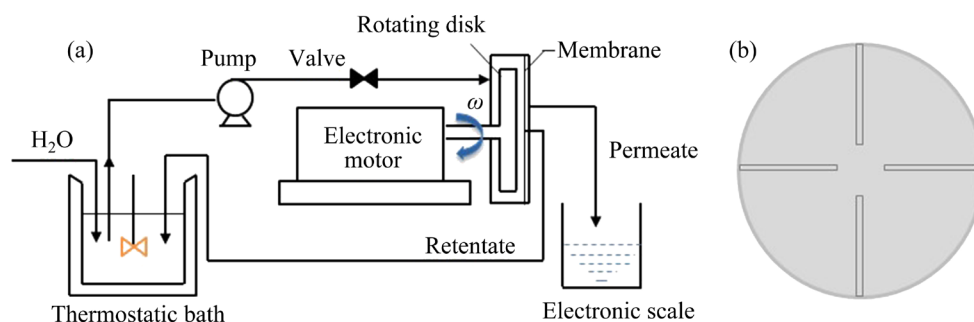 (a)
Rotating disk
(b)
Pump
Valve
Membrane
ω
H₂O
Electronic
motor
Permeate
Retentate
Thermostatic bath
Electronic scale